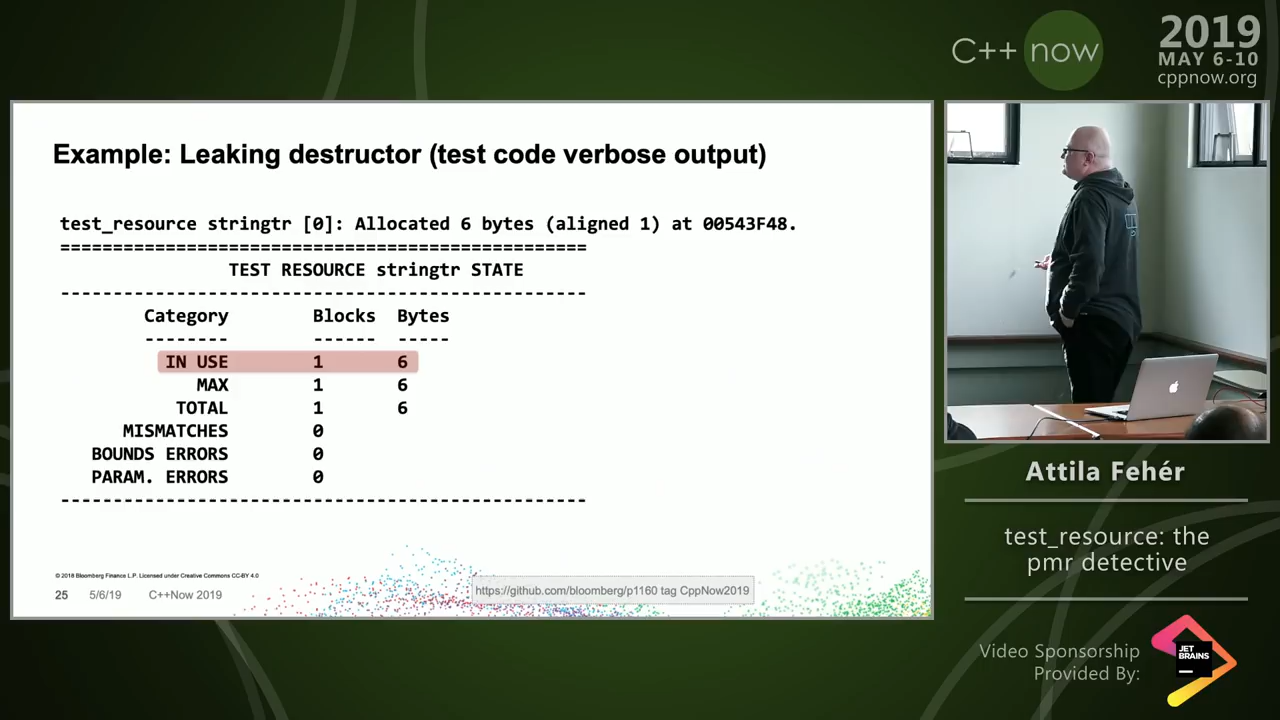 C++ now
2019
MAY 6-10
cppnow.org
Example: Leaking destructor (test code verbose output)
test_resource stringtr [0]: Allocated 6 bytes (aligned 1) at 00543F48.
==================================================
TEST RESOURCE stringtr STATE
--------------------------------------------------
Category Blocks Bytes
-------- ------ -----
IN USE 1 6
MAX 1 6
TOTAL 1 6
MISMATCHES 0
BOUNDS ERRORS 0
PARAM. ERRORS 0
--------------------------------------------------
© 2018 Bloomberg Finance L.P. Licensed under Creative Commons CC-BY 4.0
25 5/6/19 C++Now 2019
https://github.com/bloomberg/p1160 tag CppNow2019
Attila Fehér
test_resource: the
pmr detective
Video Sponsorship
Provided By:
JET
BRAINS